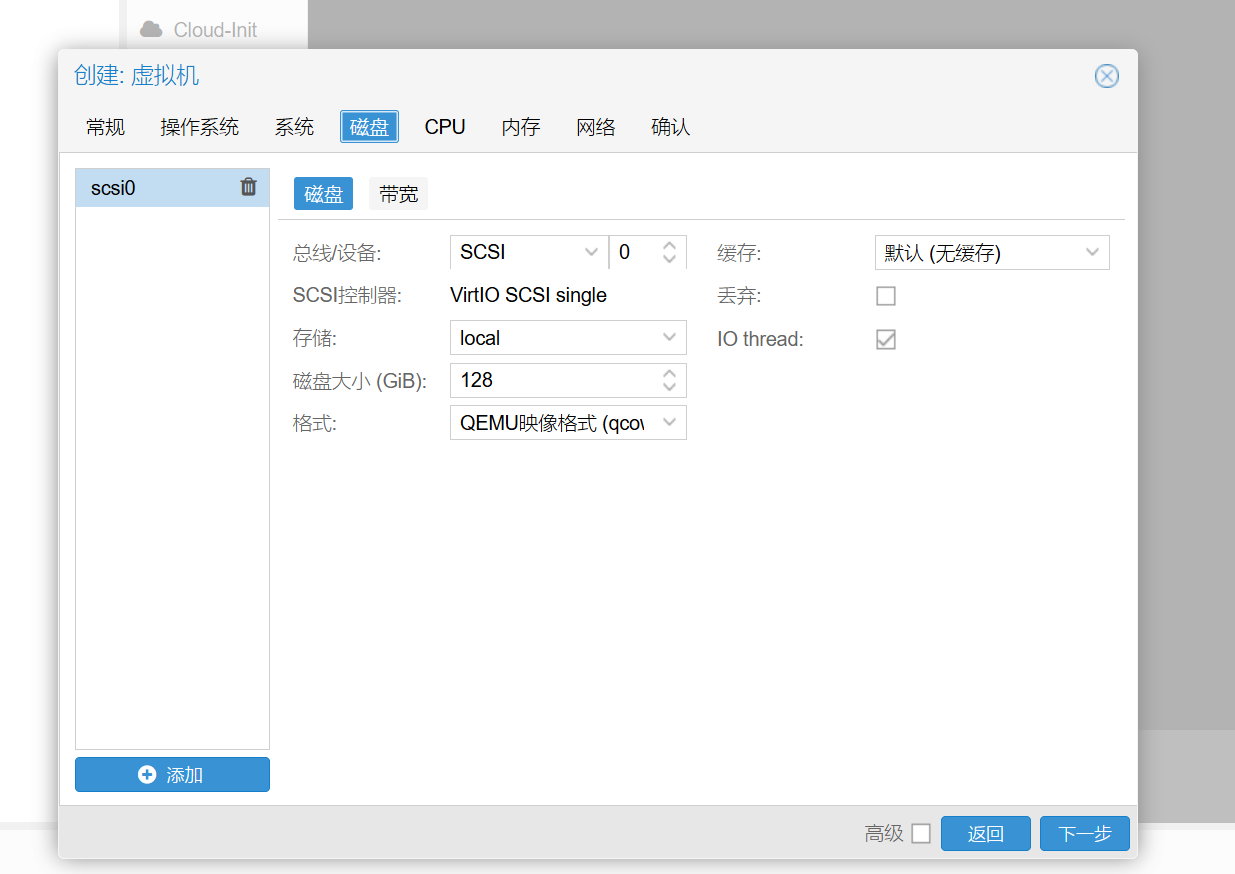 Cloud-Init
创建: 虚拟机
常规 操作系统 系统 磁盘 CPU 内存 网络 确认
scsi0
磁盘 带宽
总线/设备: SCSI 0 缓存: 默认 (无缓存)
SCSI控制器: VirtIO SCSI single 丢弃:
存储: local IO thread:
磁盘大小 (GiB): 128
格式: QEMU映像格式 (qcow
添加
高级 返回 下一步